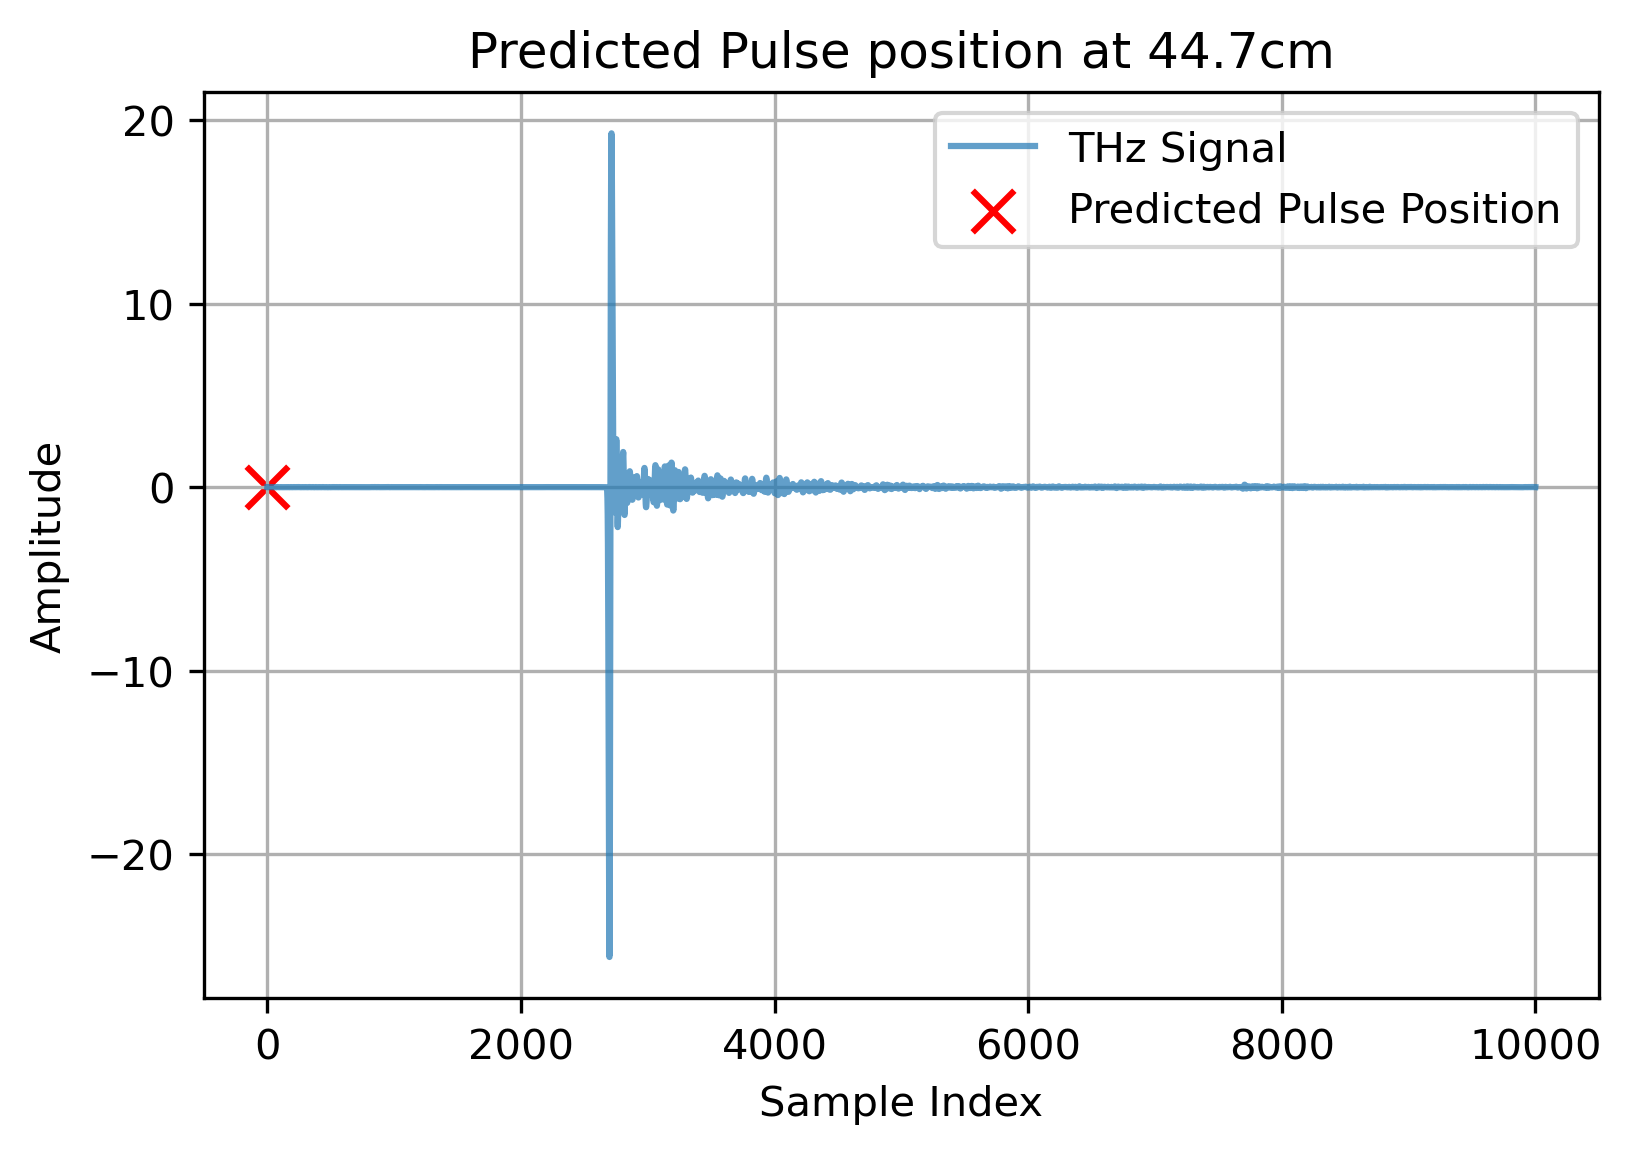 Predicted Pulse position at 44.7cm
THz Signal
Predicted Pulse Position
20
10
0
−10
−20
Amplitude
0 2000 4000 6000 8000 10000
Sample Index